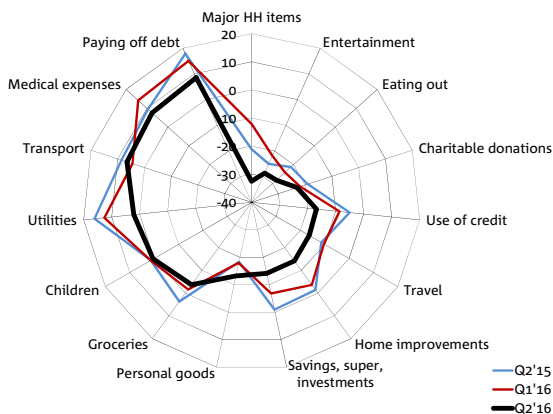 Major HH items
Entertainment
Eating out
Charitable donations
Use of credit
Travel
Home improvements
Savings, super,
investments
Personal goods
Groceries
Children
Utilities
Transport
Medical expenses
Paying off debt
20
10
0
-10
-20
-30
-40
Q2'15
Q1'16
Q2'16